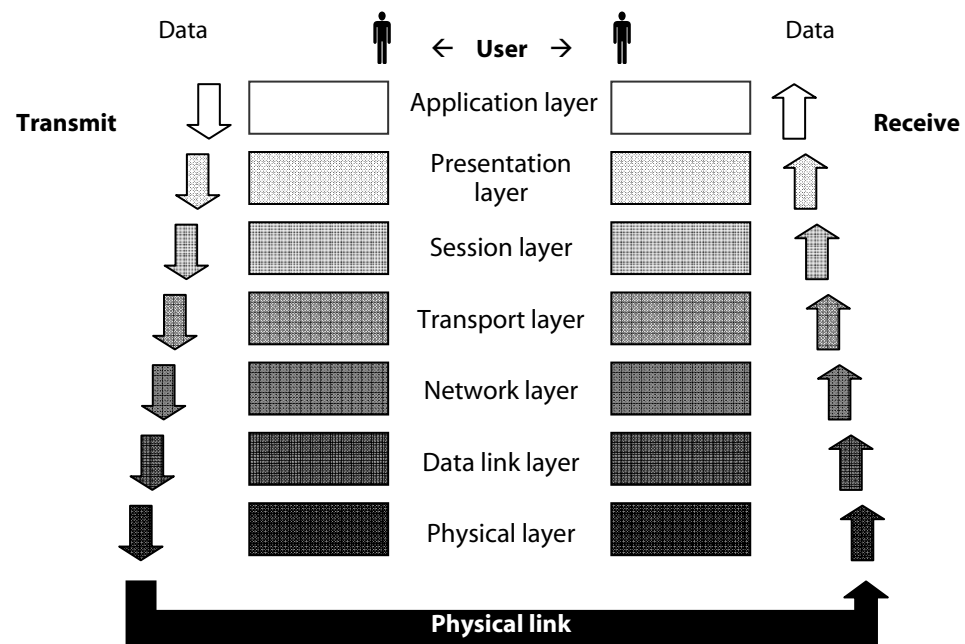 Data
← User →
Data
Transmit
Application layer
Receive
Presentation
layer
Session layer
Transport layer
Network layer
Data link layer
Physical layer
Physical link